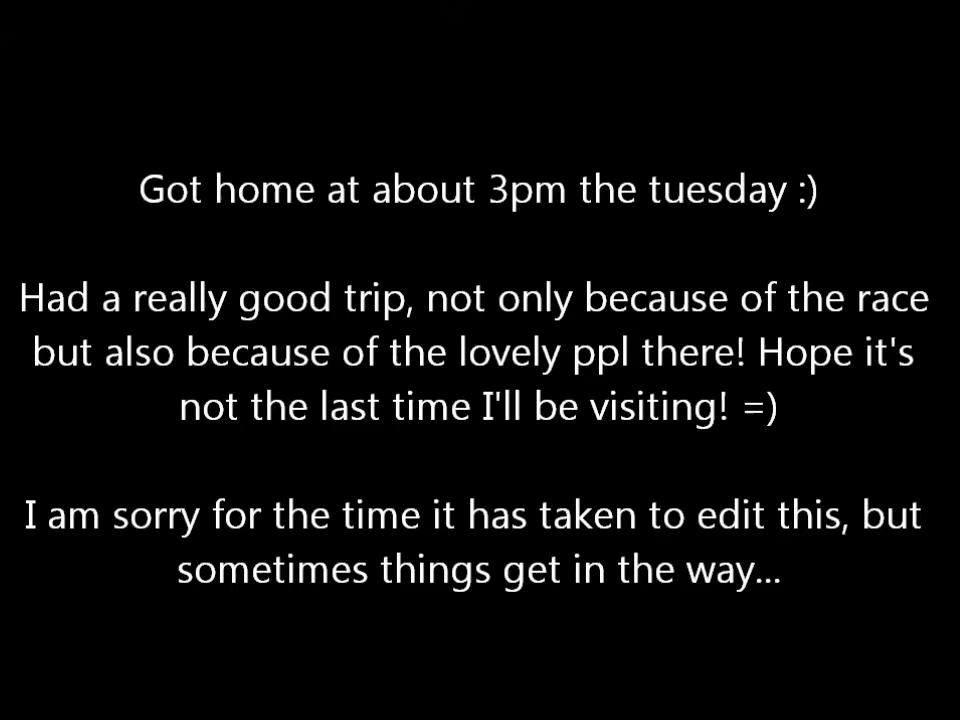 Got home at about 3pm the tuesday :)
Had a really good trip, not only because of the race
but also because of the lovely ppl there! Hope it's
not the last time I'll be visiting! =)
I am sorry for the time it has taken to edit this, but
sometimes things get in the way...